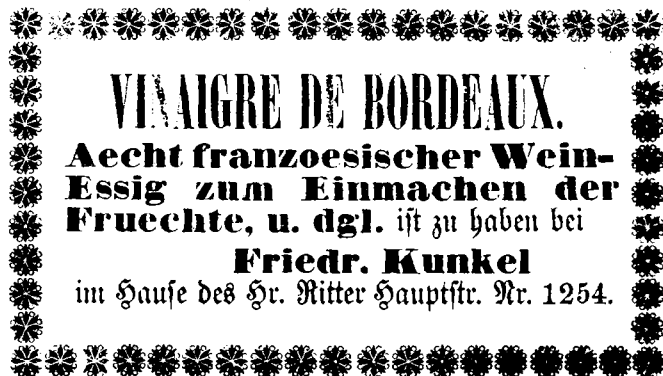 VINAIGRE DE BORDEAUX.
Aecht franzoesischer Wein-
Essig zum Einmachen der
Fruechte, u. dgl. ist zu haben bei
Friedr. Kunkel
im Hause des Hr. Ritter Hauptstr. Nr. 1254.